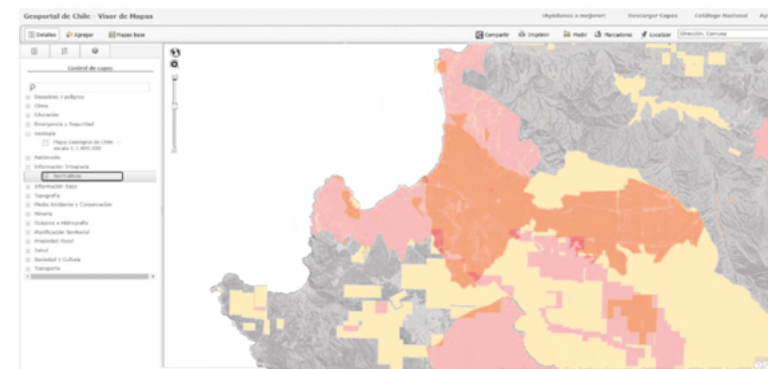 Geoportal de Chile - Visor de Mapas
¡Ayúdanos a mejorar!
Descargar Capas
Catálogo Nacional
Detalles
Agregar
Mapas base
Compartir
Imprimir
Medir
Marcadores
Localizar
Dirección, Comuna
Control de capas
Desastres y peligros
Clima
Educación
Emergencia y Seguridad
Geología
Mapa Geológico de Chile -
escala 1:1.000.000
Patrimonio
Información Integrada
Normativas
Información Base
Topografía
Medio Ambiente y Conservación
Minería
Océanos e Hidrografía
Planificación Territorial
Propiedad Rural
Salud
Sociedad y Cultura
Transporte